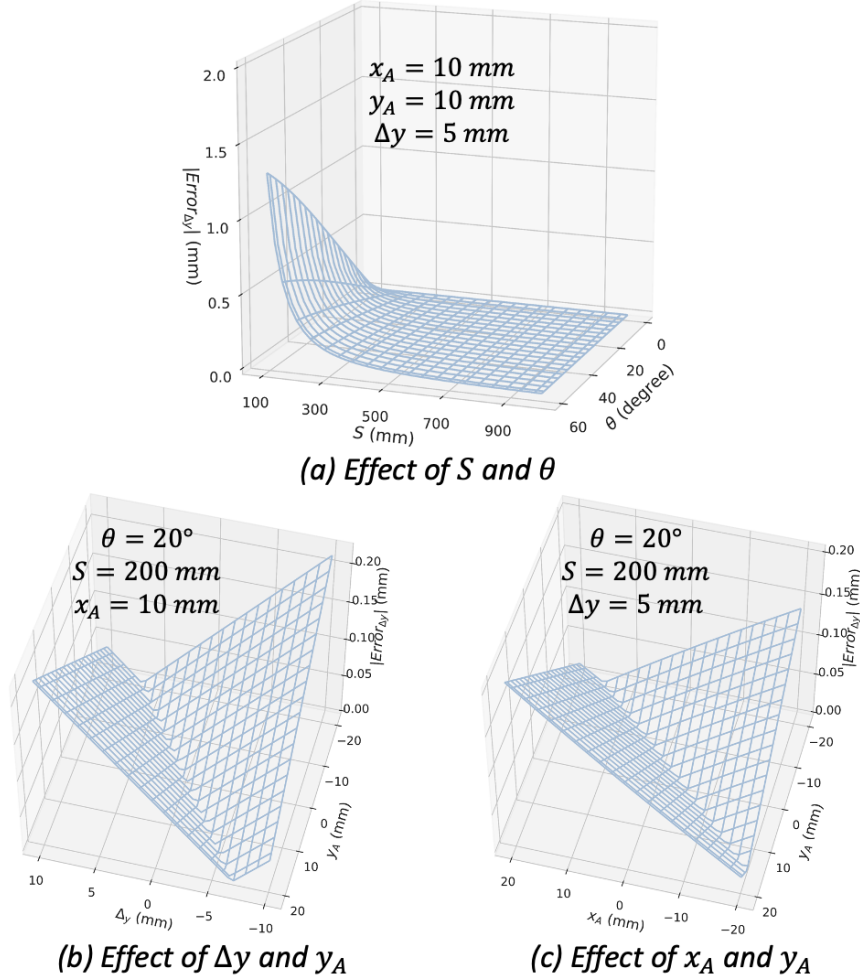 2.0
1.5
1.0
0.5
0.0
|Error_Δy| (mm)
x_A = 10 mm
y_A = 10 mm
Δy = 5 mm
100
300
500
700
900
S (mm)
0
20
40
60
θ (degree)
(a) Effect of S and θ
θ = 20°
S = 200 mm
x_A = 10 mm
0.20
0.15
0.10
0.05
0.00
|Error_Δy| (mm)
−20
−10
0
10
20
y_A (mm)
10
5
0
−5
−10
Δ_y (mm)
(b) Effect of Δy and y_A
θ = 20°
S = 200 mm
Δy = 5 mm
0.20
0.15
0.10
0.05
0.00
|Error_Δy| (mm)
−20
−10
0
10
20
y_A (mm)
20
10
0
−10
−20
x_A (mm)
(c) Effect of x_A and y_A